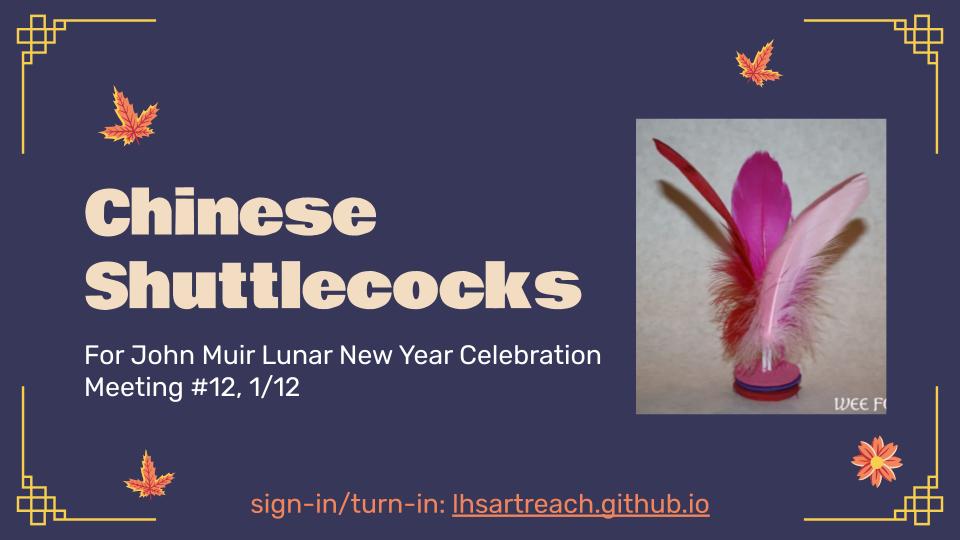 Chinese
Shuttlecocks
For John Muir Lunar New Year Celebration
Meeting #12, 1/12
WEE
sign-in/turn-in: lhsartreach.github.io